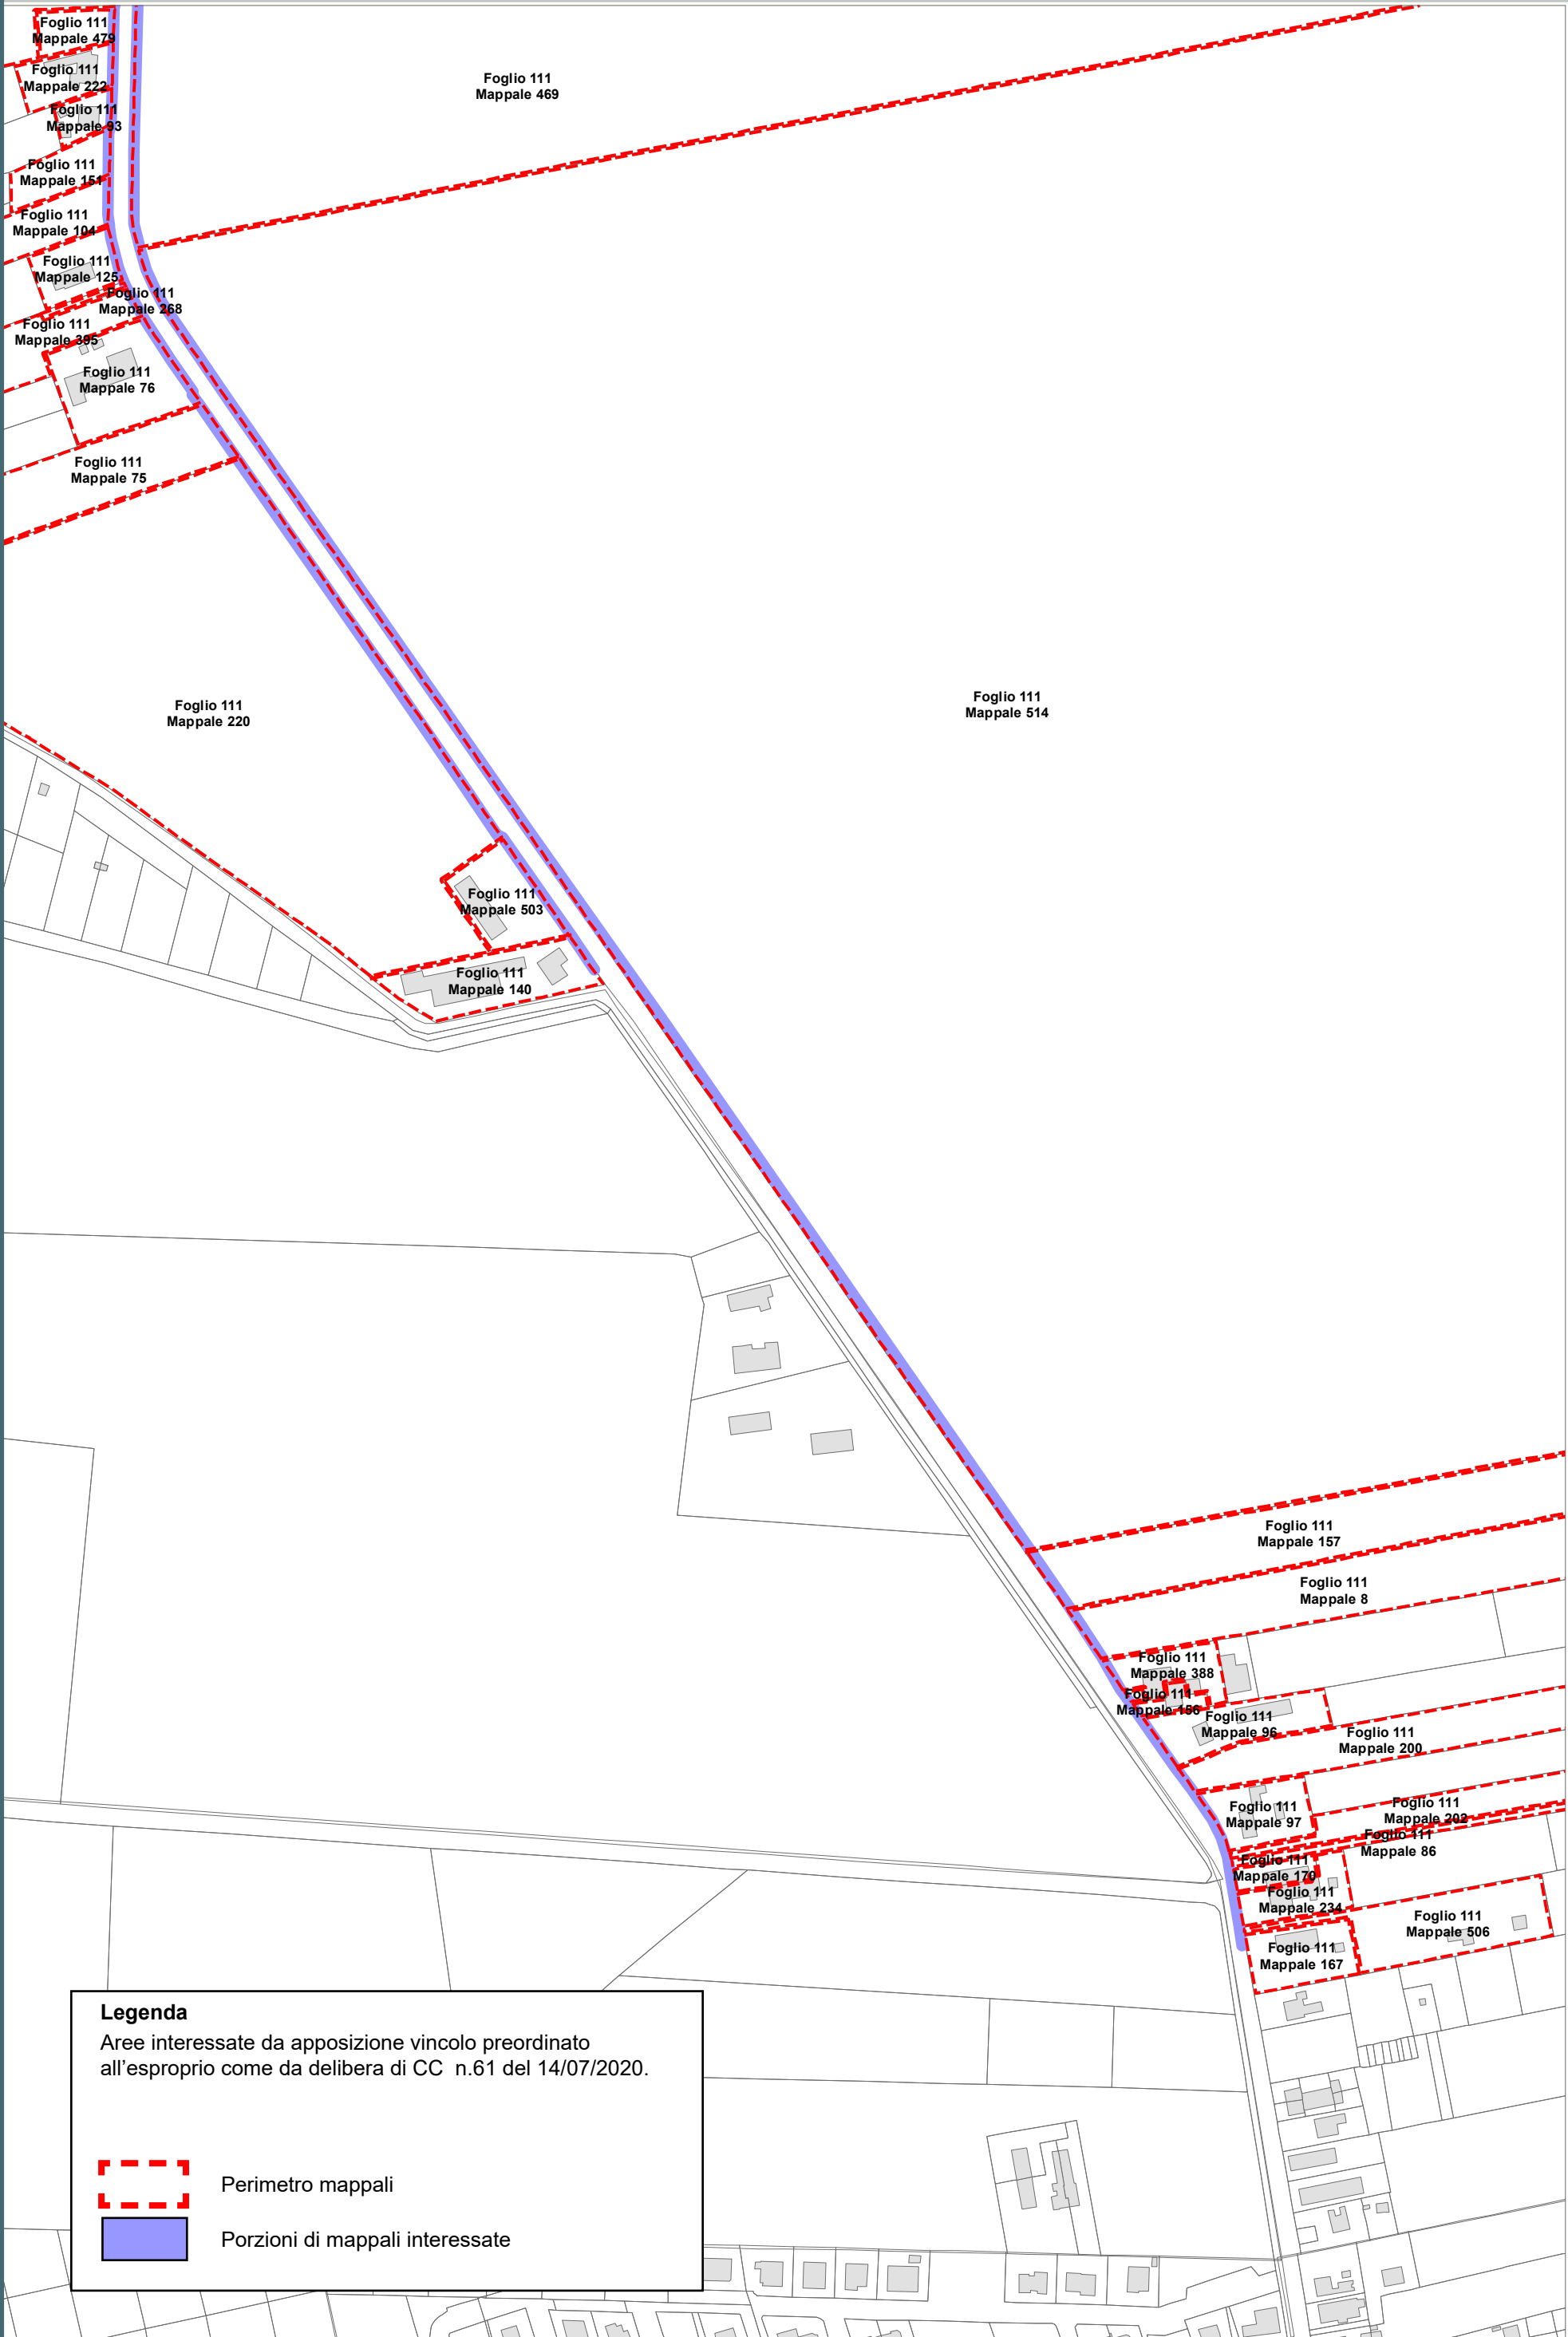 Foglio 111
Mappale 479
Foglio 111
Mappale 222
Foglio 111
Mappale 93
Foglio 111
Mappale 151
Foglio 111
Mappale 104
Foglio 111
Mappale 125
Foglio 111
Mappale 268
Foglio 111
Mappale 395
Foglio 111
Mappale 76
Foglio 111
Mappale 75
Foglio 111
Mappale 469
Foglio 111
Mappale 220
Foglio 111
Mappale 514
Foglio 111
Mappale 503
Foglio 111
Mappale 140
Foglio 111
Mappale 157
Foglio 111
Mappale 8
Foglio 111
Mappale 388
Foglio 111
Mappale 156
Foglio 111
Mappale 96
Foglio 111
Mappale 200
Foglio 111
Mappale 97
Foglio 111
Mappale 202
Foglio 111
Mappale 86
Foglio 111
Mappale 170
Foglio 111
Mappale 234
Foglio 111
Mappale 506
Foglio 111
Mappale 167
Legenda
Aree interessate da apposizione vincolo preordinato
all'esproprio come da delibera di CC n.61 del 14/07/2020.
Perimetro mappali
Porzioni di mappali interessate